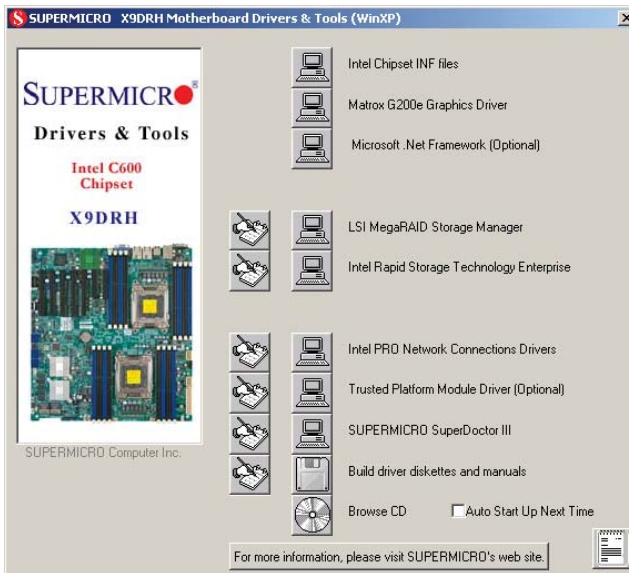 SUPERMICRO X9DRH Motherboard Drivers & Tools (WinXP)
SUPERMICRO®
Drivers & Tools
Intel C600
Chipset
X9DRH
SUPERMICRO Computer Inc.
Intel Chipset INF files
Matrox G200e Graphics Driver
Microsoft .Net Framework (Optional)
LSI MegaRAID Storage Manager
Intel Rapid Storage Technology Enterprise
Intel PRO Network Connections Drivers
Trusted Platform Module Driver (Optional)
SUPERMICRO SuperDoctor III
Build driver diskettes and manuals
Browse CD
Auto Start Up Next Time
For more information, please visit SUPERMICRO's web site.